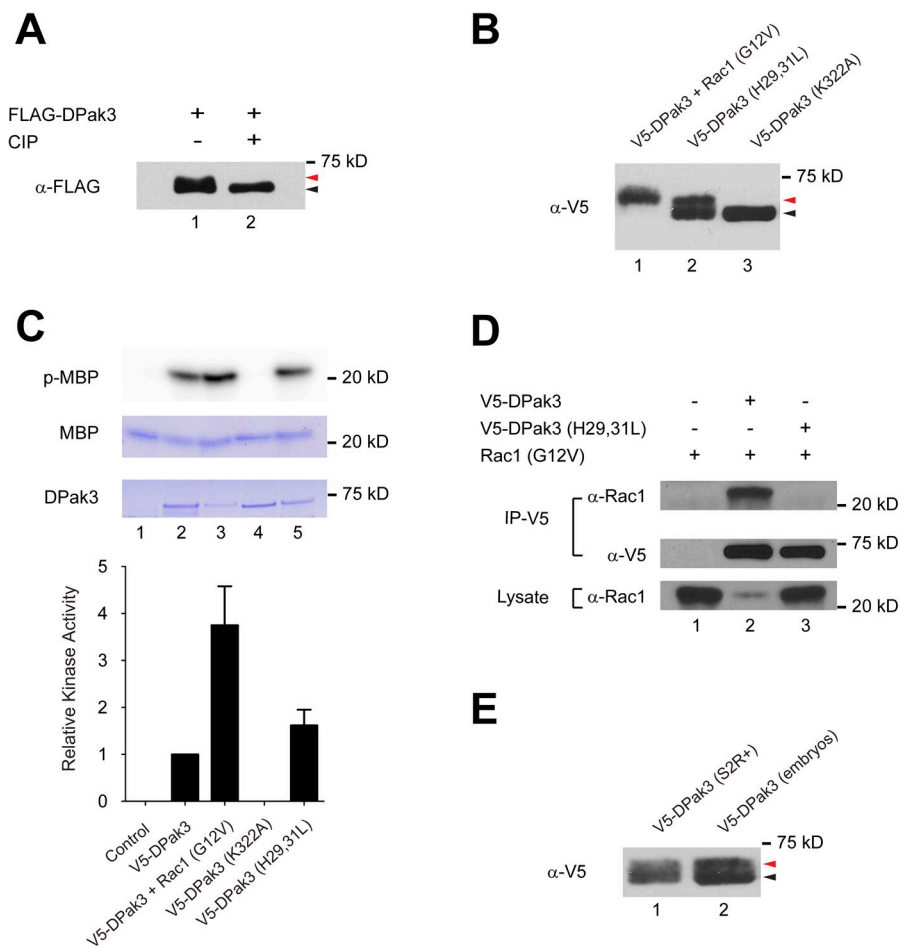 A
FLAG-DPak3 + +
CIP - +
75 kD
α-FLAG
1 2
B
V5-DPak3 + Rac1 (G12V)
V5-DPak3 (H29,31L)
V5-DPak3 (K322A)
75 kD
α-V5
1 2 3
C
p-MBP
20 kD
MBP
20 kD
DPak3
75 kD
1 2 3 4 5
Relative Kinase Activity
5
4
3
2
1
0
Control
V5-DPak3
V5-DPak3 + Rac1 (G12V)
V5-DPak3 (K322A)
V5-DPak3 (H29,31L)
D
V5-DPak3 - + -
V5-DPak3 (H29,31L) - - +
Rac1 (G12V) + + +
IP-V5
α-Rac1
20 kD
α-V5
75 kD
Lysate
α-Rac1
20 kD
1 2 3
E
V5-DPak3 (S2R+)
V5-DPak3 (embryos)
75 kD
α-V5
1 2